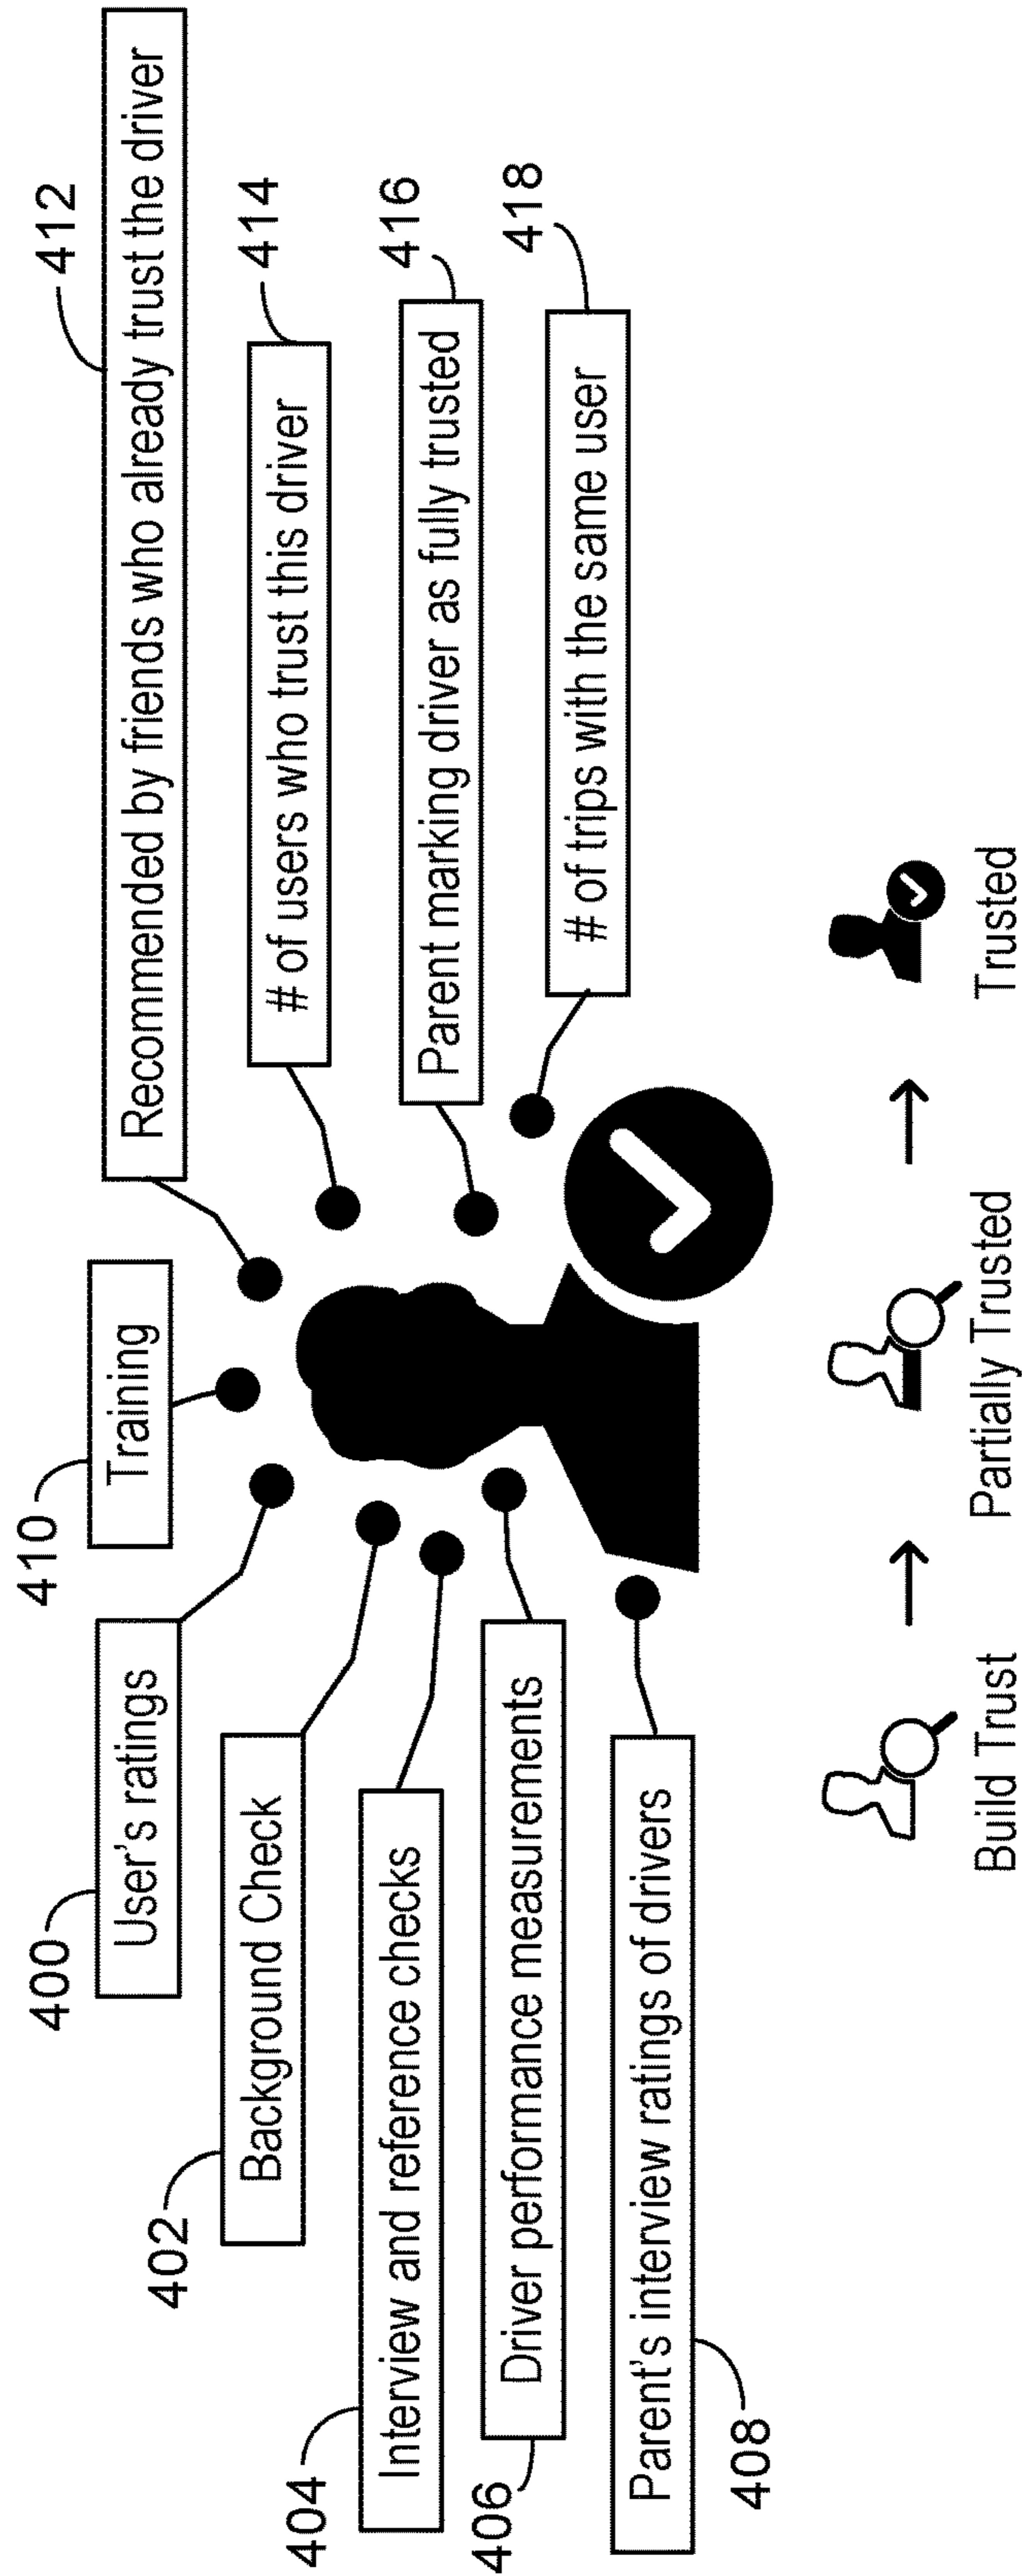 400
User's ratings
402
Background Check
404
Interview and reference checks
406
Driver performance measurements
408
Parent's interview ratings of drivers
410
Training
412
Recommended by friends who already trust the driver
414
# of users who trust this driver
416
Parent marking driver as fully trusted
418
# of trips with the same user
Build Trust
Partially Trusted
Trusted